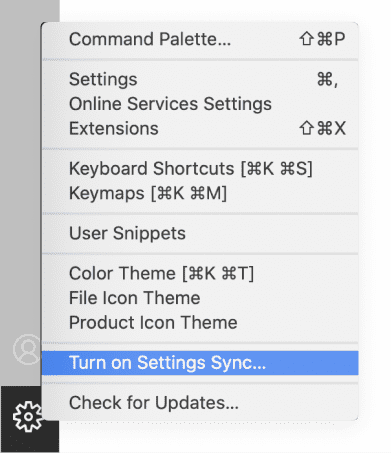 Command Palette... ⇧⌘P
Settings ⌘,
Online Services Settings
Extensions ⇧⌘X
Keyboard Shortcuts [⌘K ⌘S]
Keymaps [⌘K ⌘M]
User Snippets
Color Theme [⌘K ⌘T]
File Icon Theme
Product Icon Theme
Turn on Settings Sync...
Check for Updates...